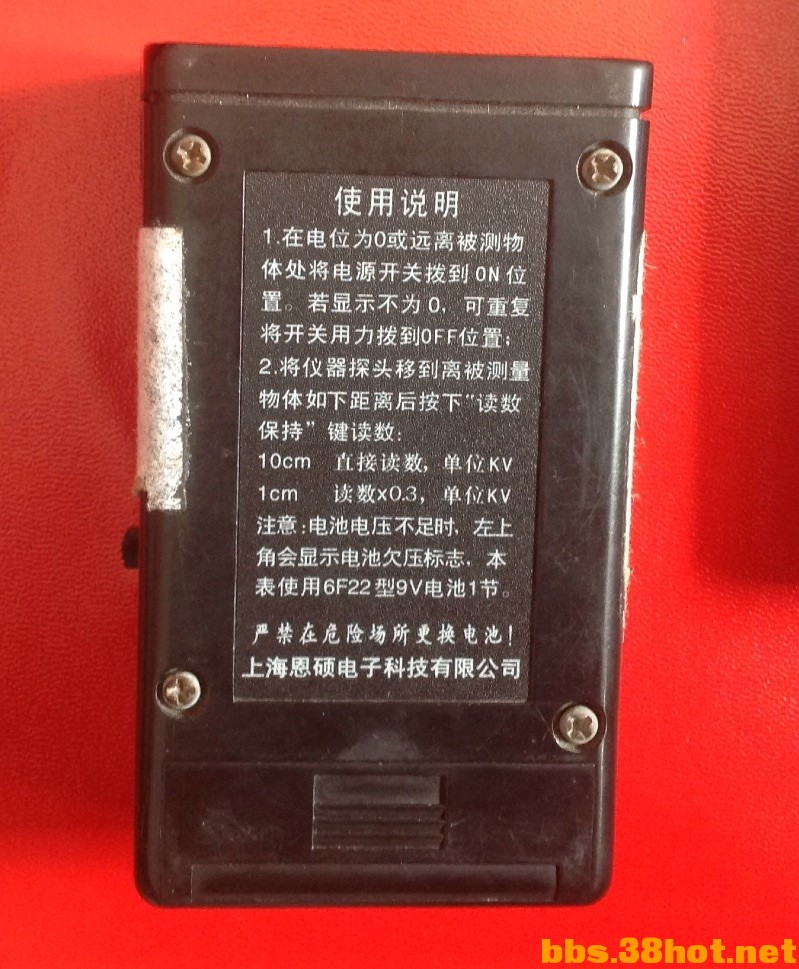 使用说明
1.在电位为0或远离被测物
体处将电源开关拨到ON位
置。若显示不为0，可重复
将开关用力拨到OFF位置；
2.将仪器探头移到离被测量
物体如下距离后按下“读数
保持”键读数：
10cm 直接读数，单位KV
1cm 读数×0.3，单位KV
注意：电池电压不足时，左上
角会显示电池欠压标志，本
表使用6F22型9V电池1节。
严禁在危险场所更换电池！
上海恩硕电子科技有限公司
bbs.38hot.net